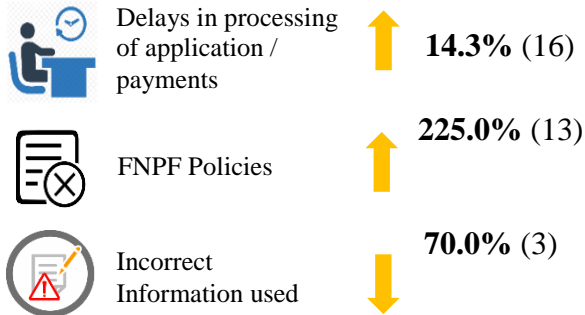 Delays in processing
of application /
payments
14.3% (16)
225.0% (13)
FNPF Policies
70.0% (3)
Incorrect
Information used